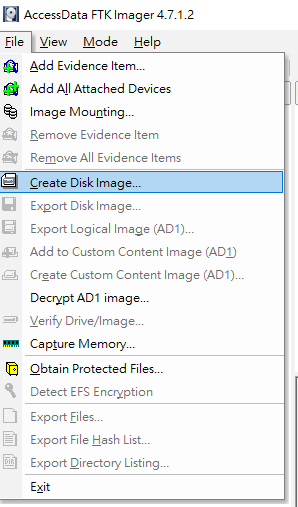 AccessData FTK Imager 4.7.1.2
File View Mode Help
Add Evidence Item...
Add All Attached Devices
Image Mounting...
Remove Evidence Item
Remove All Evidence Items
Create Disk Image...
Export Disk Image...
Export Logical Image (AD1)...
Add to Custom Content Image (AD1)
Create Custom Content Image (AD1)...
Decrypt AD1 image...
Verify Drive/Image...
Capture Memory...
Obtain Protected Files...
Detect EFS Encryption
Export Files...
Export File Hash List...
Export Directory Listing...
Exit